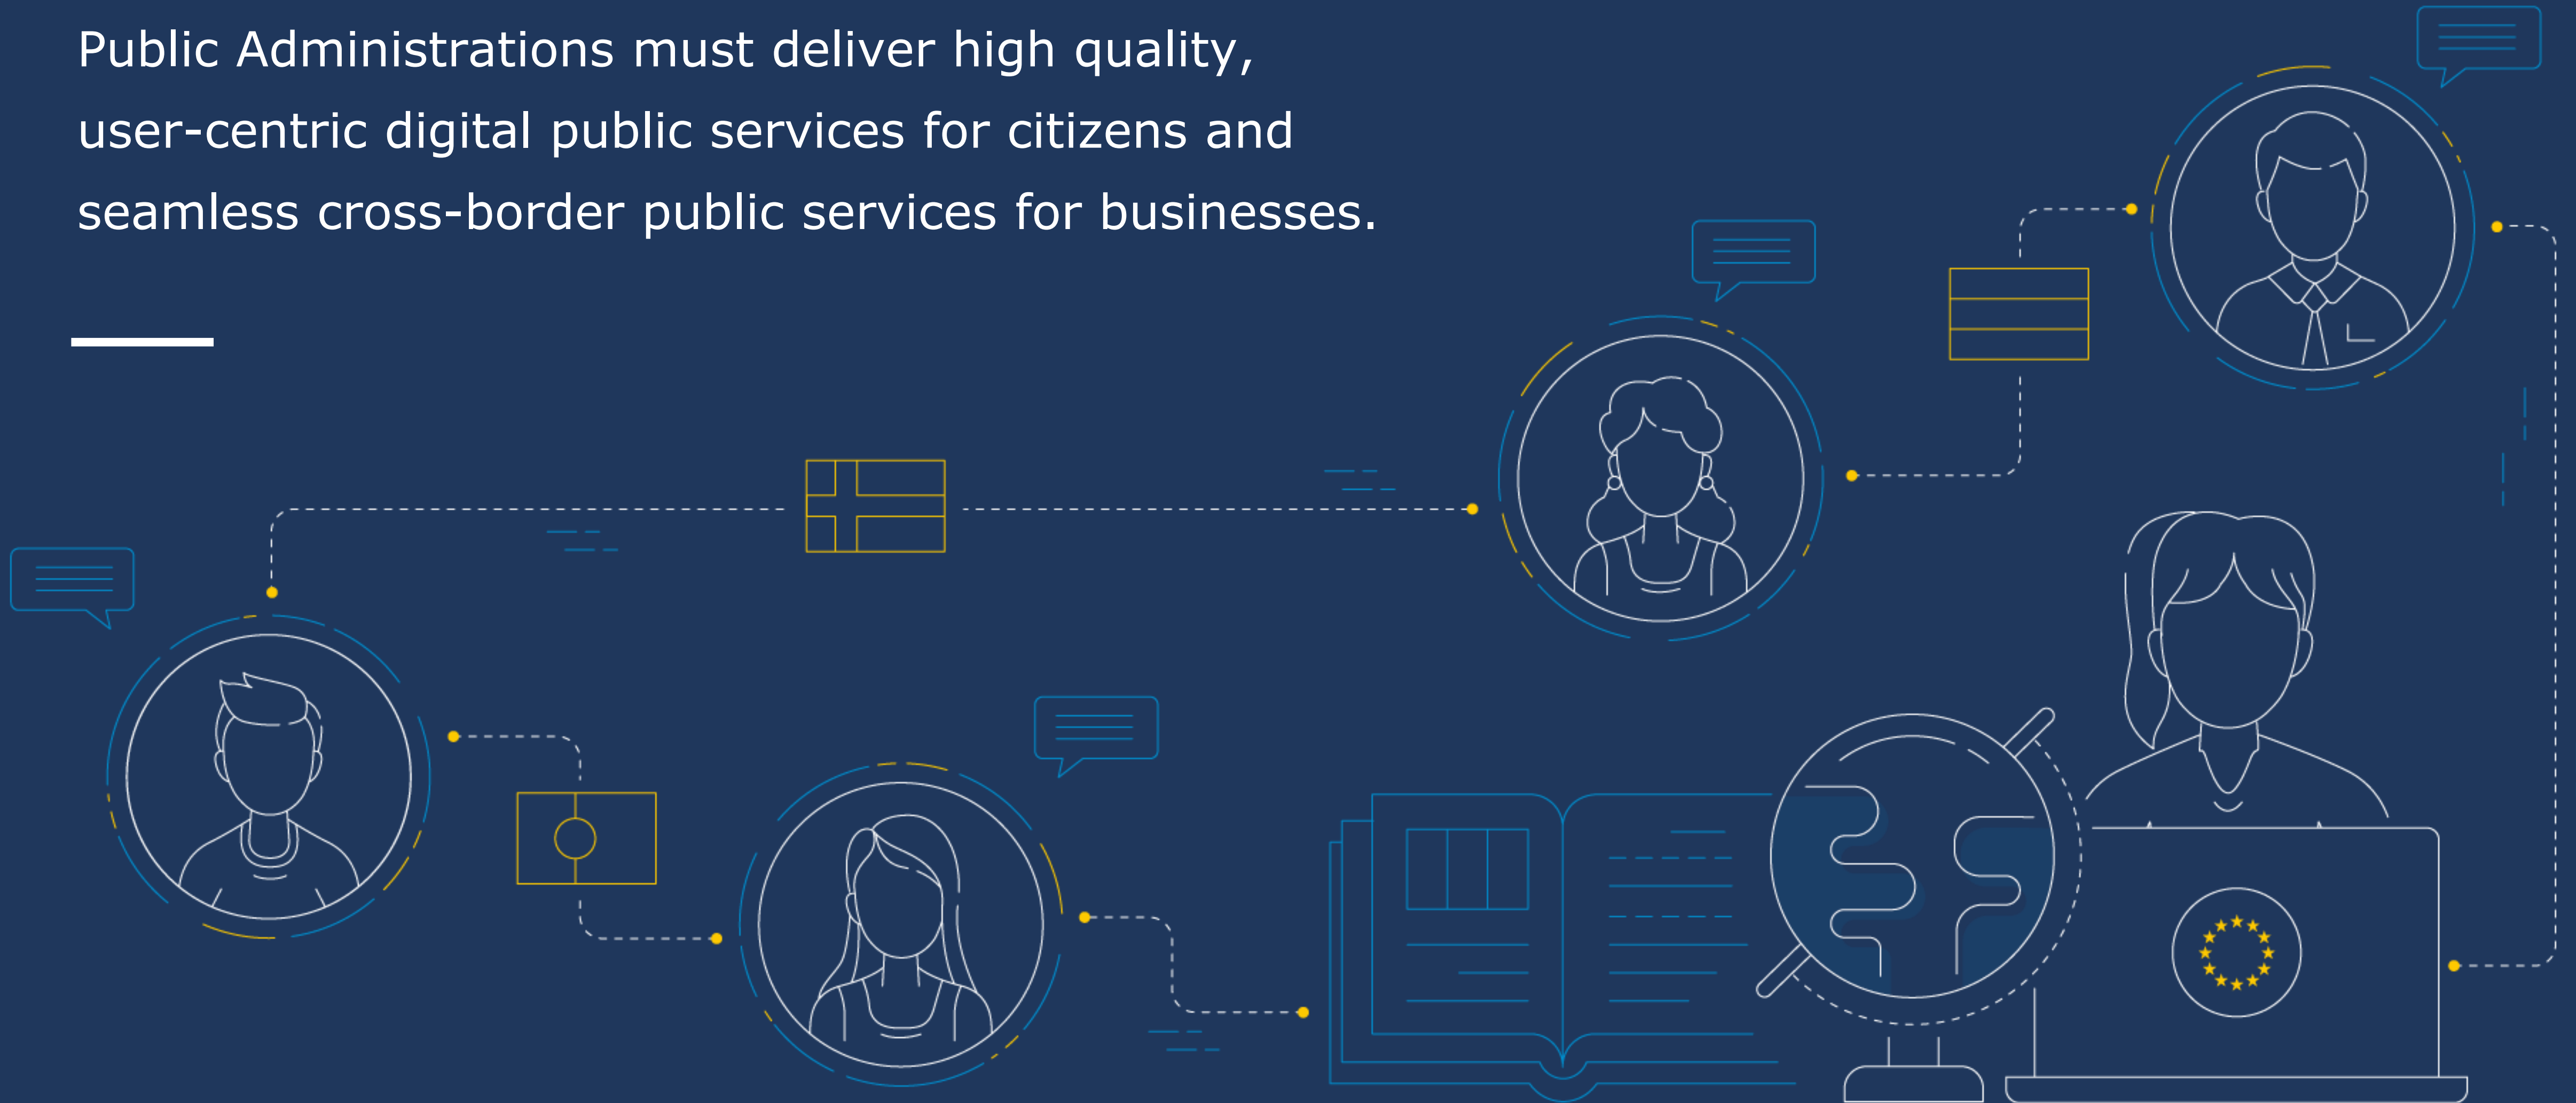 Public Administrations must deliver high quality,
user-centric digital public services for citizens and
seamless cross-border public services for businesses.